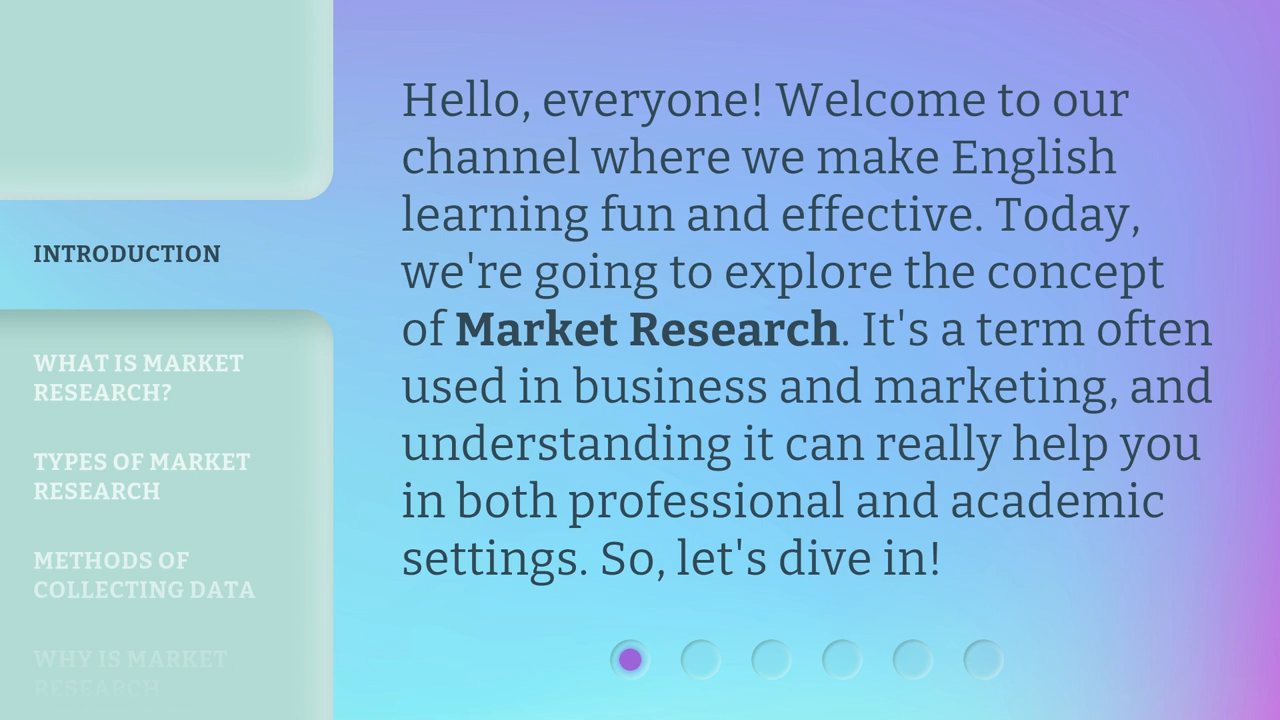 INTRODUCTION
WHAT IS MARKET
RESEARCH?
TYPES OF MARKET
RESEARCH
METHODS OF
COLLECTING DATA
WHY IS MARKET
RESEARCH
Hello, everyone! Welcome to our
channel where we make English
learning fun and effective. Today,
we're going to explore the concept
of Market Research. It's a term often
used in business and marketing, and
understanding it can really help you
in both professional and academic
settings. So, let's dive in!